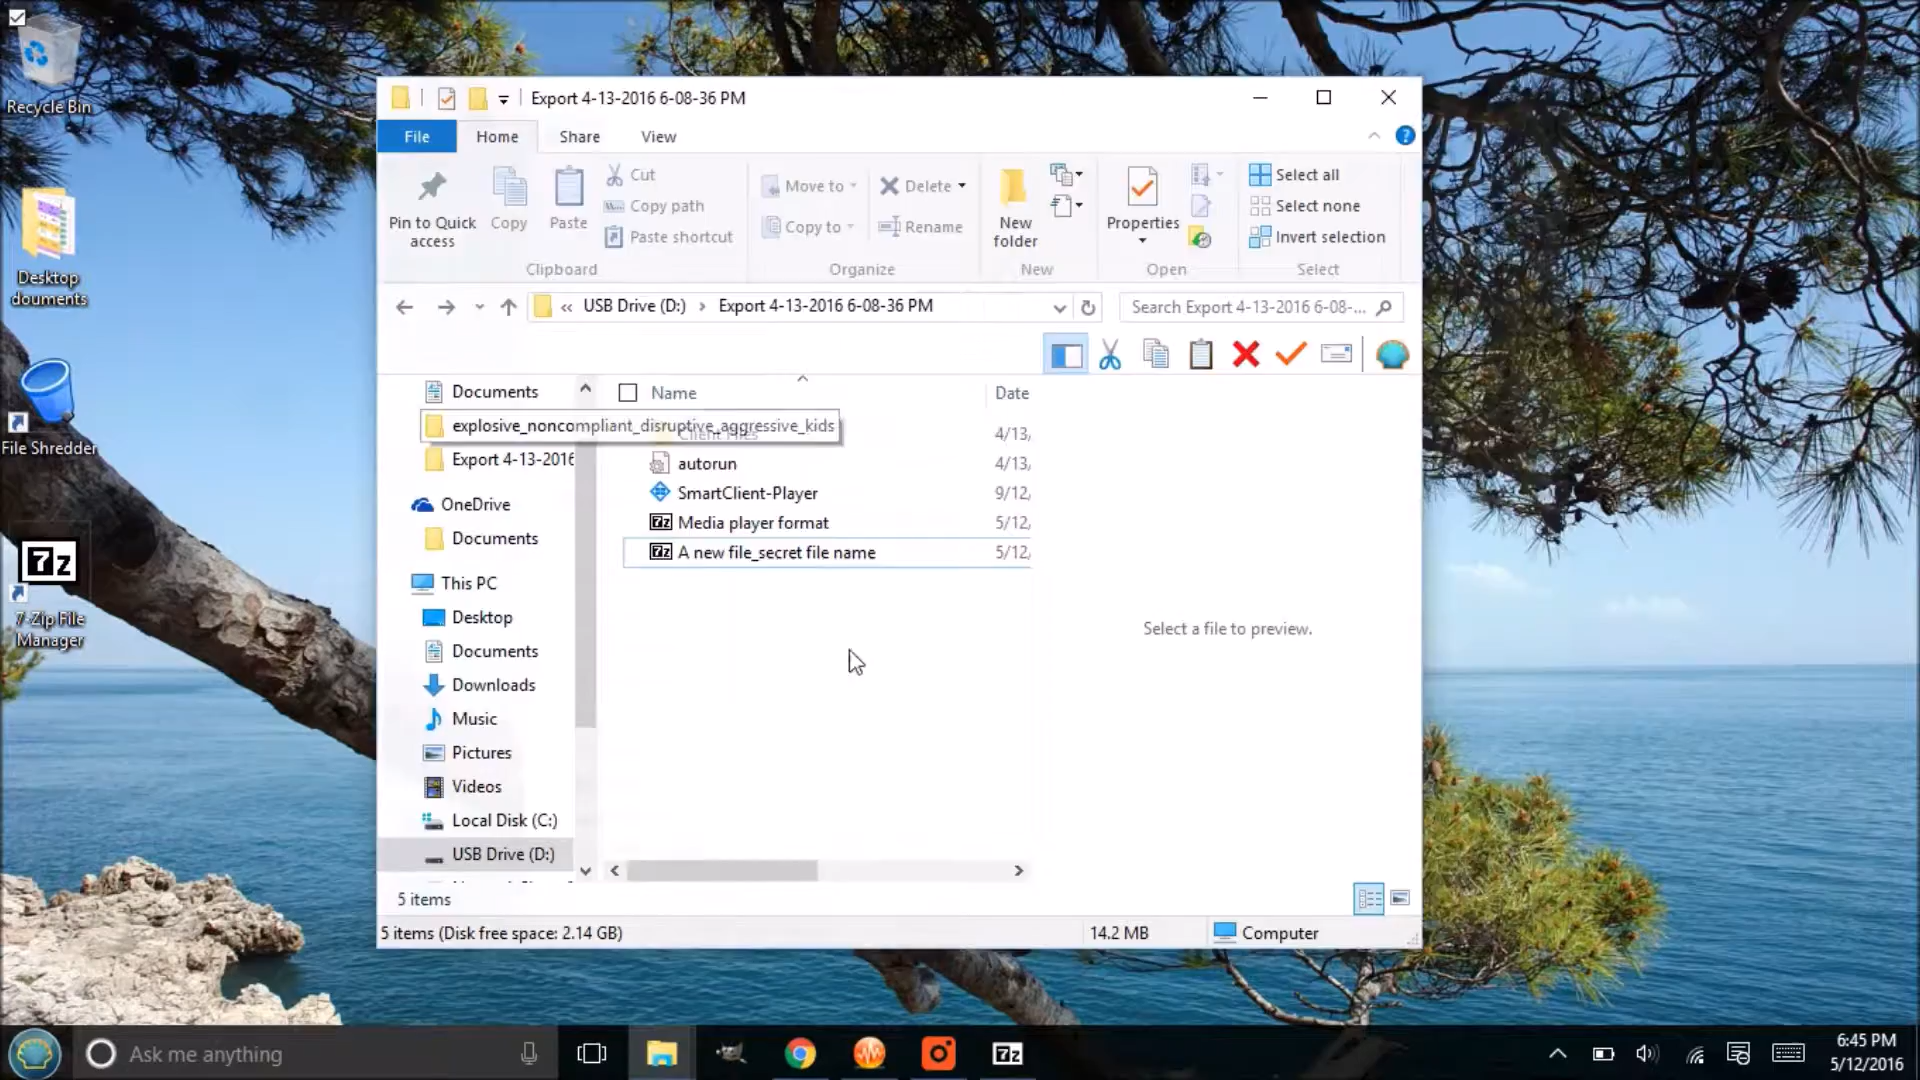 Recycle Bin
Desktop
douments
File Shredder
7z
7-Zip File
Manager
Export 4-13-2016 6-08-36 PM
File
Home
Share
View
?
Pin to Quick
access
Copy
Paste
Cut
Copy path
Paste shortcut
Clipboard
Move to
Copy to
Delete
Rename
Organize
New
folder
New
Properties
Open
Select all
Select none
Invert selection
Select
« USB Drive (D:) › Export 4-13-2016 6-08-36 PM
Search Export 4-13-2016 6-08-...
Documents
explosive_noncompliant_disruptive_aggressive_kids
Export 4-13-2016
OneDrive
Documents
This PC
Desktop
Documents
Downloads
Music
Pictures
Videos
Local Disk (C:)
USB Drive (D:)
Name
Date
Client Files
4/13,
autorun
4/13,
SmartClient-Player
9/12,
7z Media player format
5/12,
7z A new file_secret file name
5/12,
Select a file to preview.
5 items
5 items (Disk free space: 2.14 GB)
14.2 MB
Computer
Ask me anything
7z
6:45 PM
5/12/2016